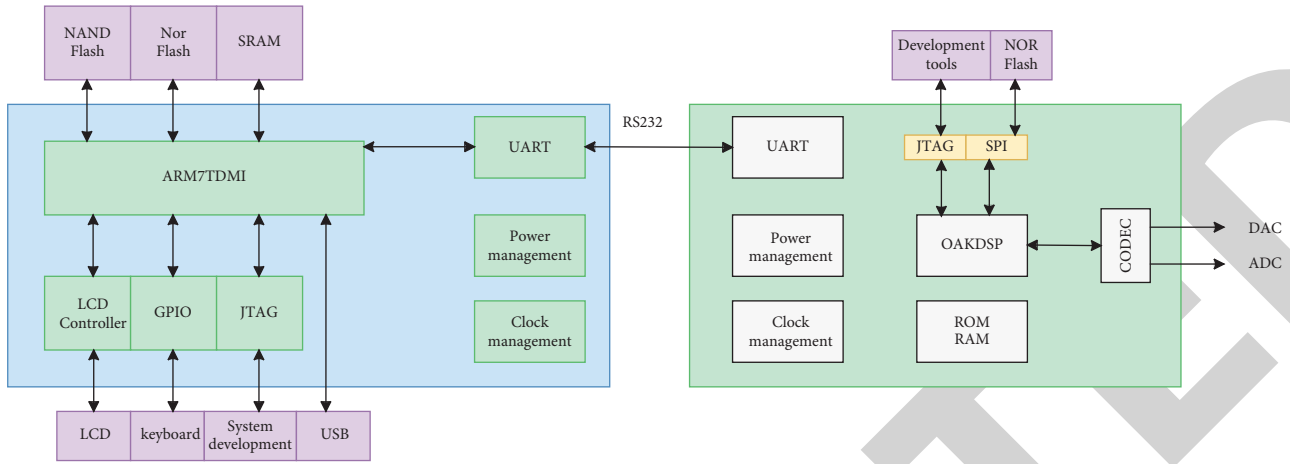 NAND
Flash
Nor
Flash
SRAM
ARM7TDMI
UART
Power
management
Clock
management
LCD
Controller
GPIO
JTAG
LCD
keyboard
System
development
USB
RS232
Development
tools
NOR
Flash
UART
JTAG
SPI
Power
management
OAKDSP
CODEC
DAC
ADC
Clock
management
ROM
RAM